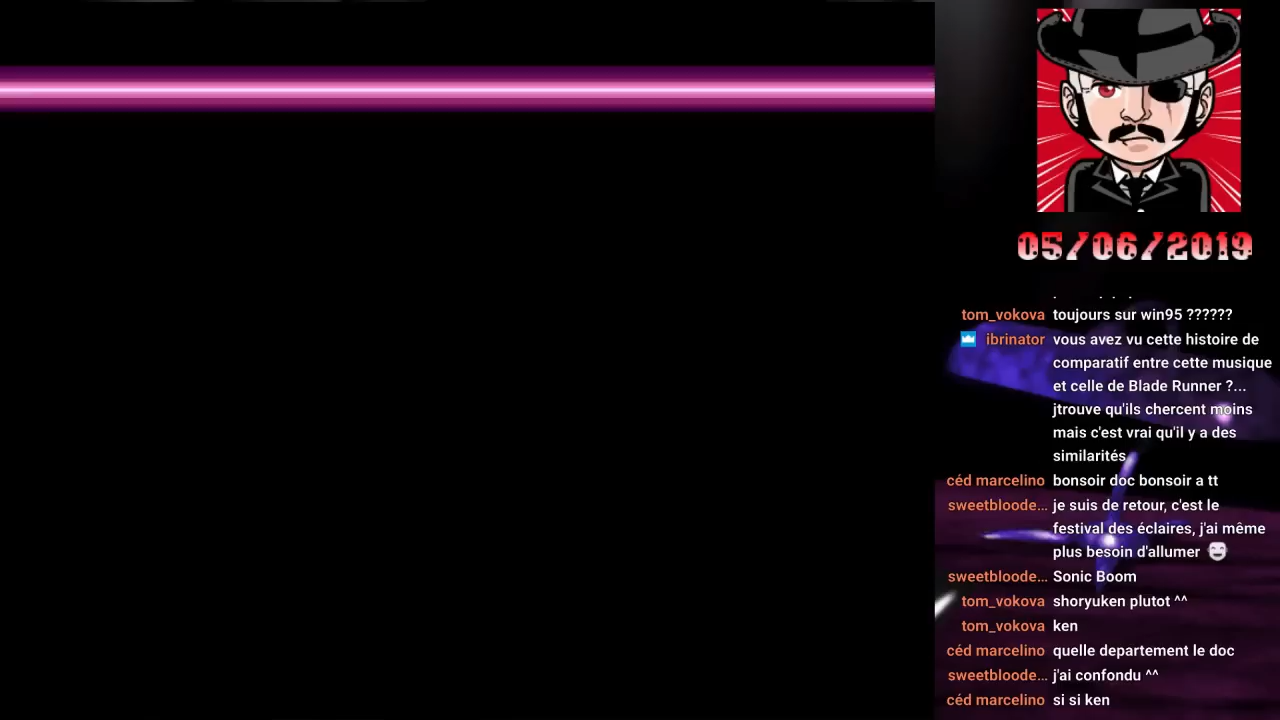 05/06/2019
tom_vokova toujours sur win95 ??????
ibrinator vous avez vu cette histoire de
comparatif entre cette musique
et celle de Blade Runner ?...
jtrouve qu'ils chercent moins
mais c'est vrai qu'il y a des
similarités
céd marcelino bonsoir doc bonsoir a tt
sweetbloode... je suis de retour, c'est le
festival des éclaires, j'ai même
plus besoin d'allumer
sweetbloode... Sonic Boom
tom_vokova shoryuken plutot ^^
tom_vokova ken
céd marcelino quelle departement le doc
sweetbloode... j'ai confondu ^^
céd marcelino si si ken